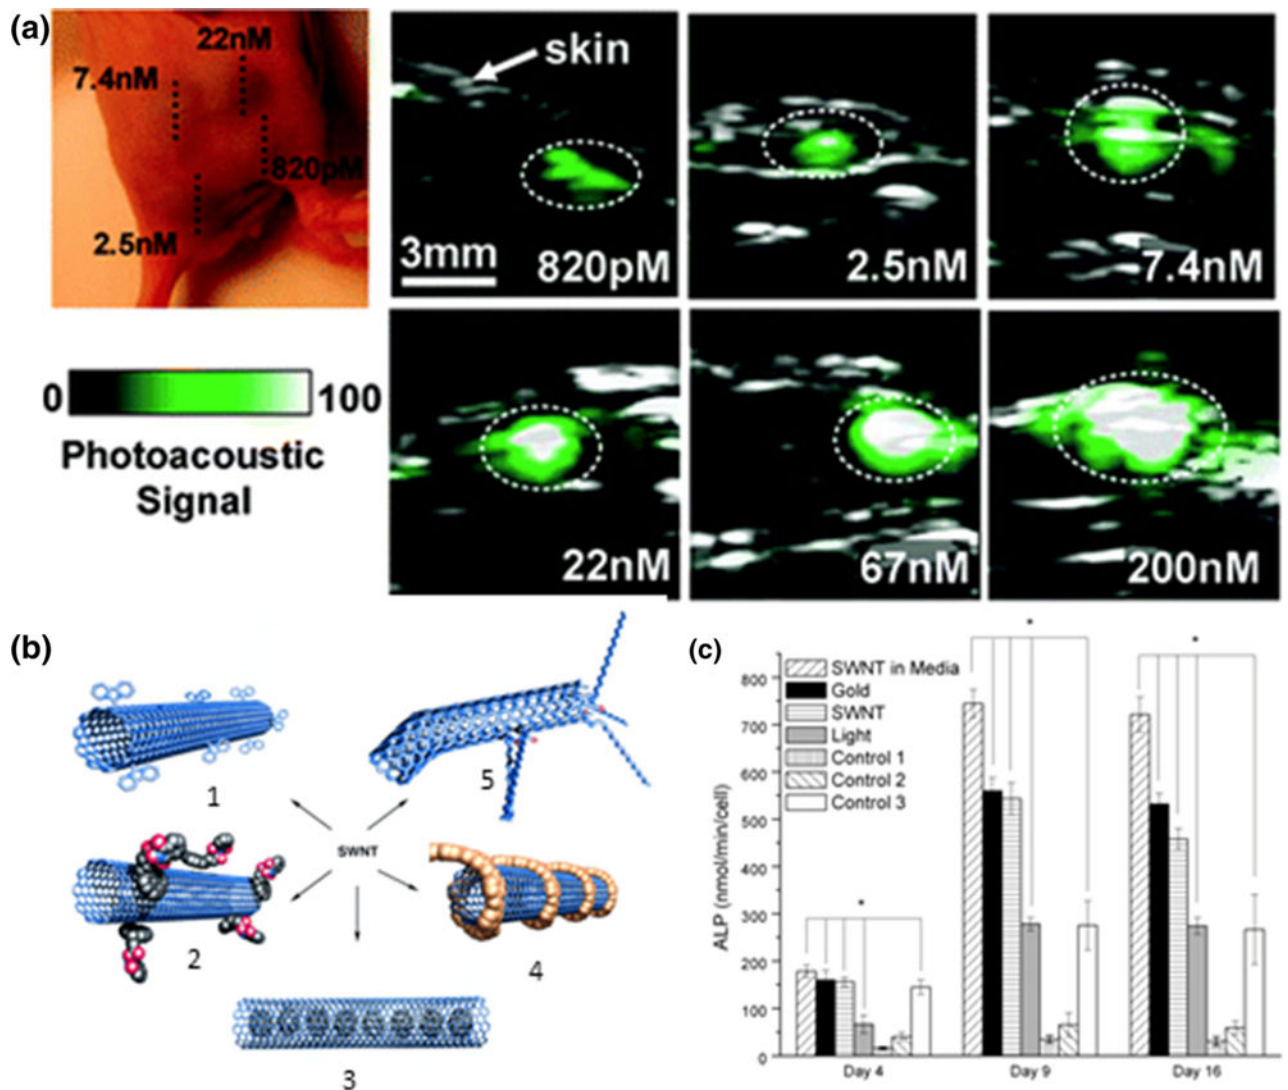 (a)
22nM
7.4nM
820pM
2.5nM
skin
3mm
820pM
2.5nM
7.4nM
0
100
Photoacoustic
Signal
22nM
67nM
200nM
(b)
1
5
SWNT
2
4
3
(c)
*
*
*
SWNT in Media
Gold
SWNT
Light
Control 1
Control 2
Control 3
ALP (nmol/min/cell)
800
700
600
500
400
300
200
100
0
Day 4
Day 9
Day 16